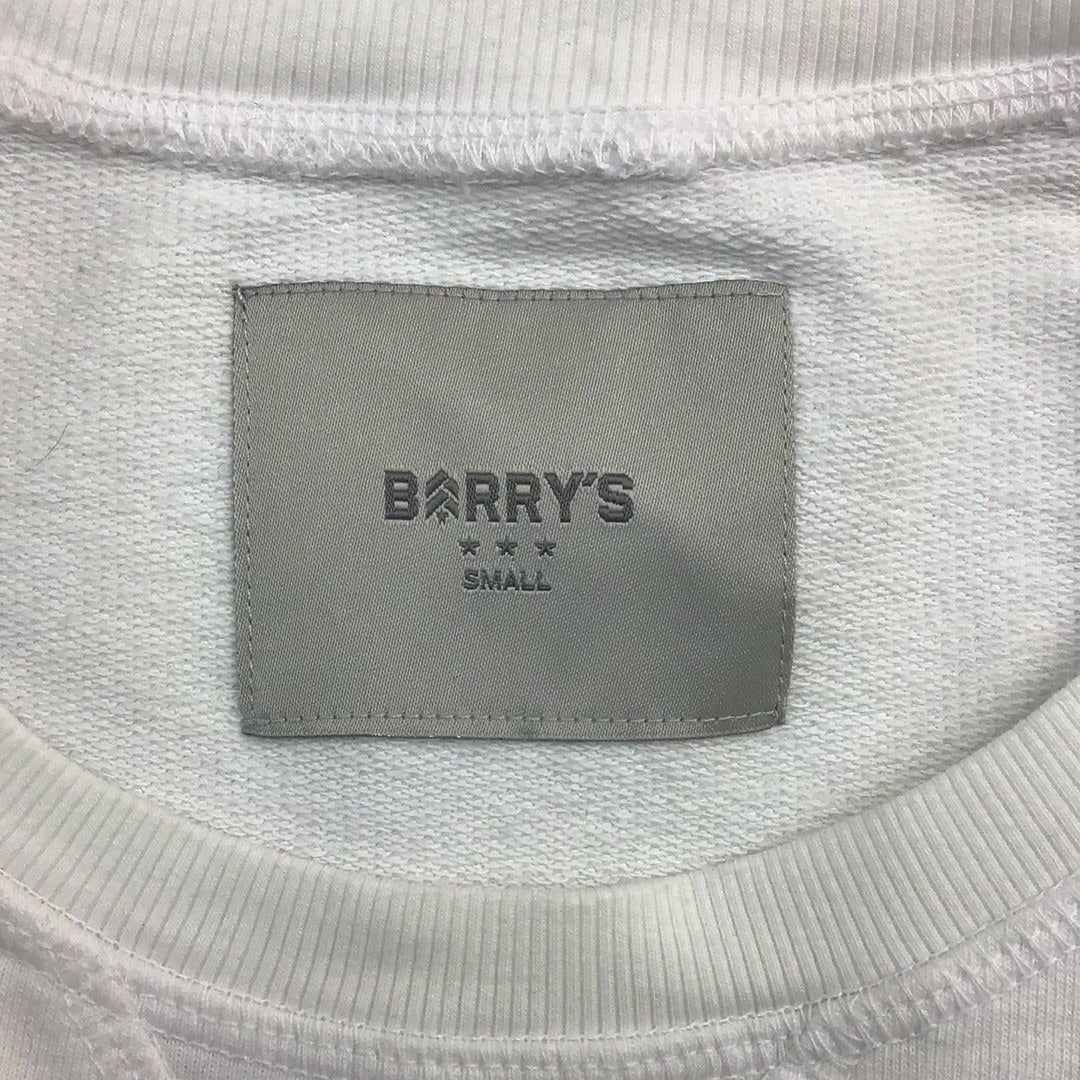 BARRY'S
★ ★ ★
SMALL